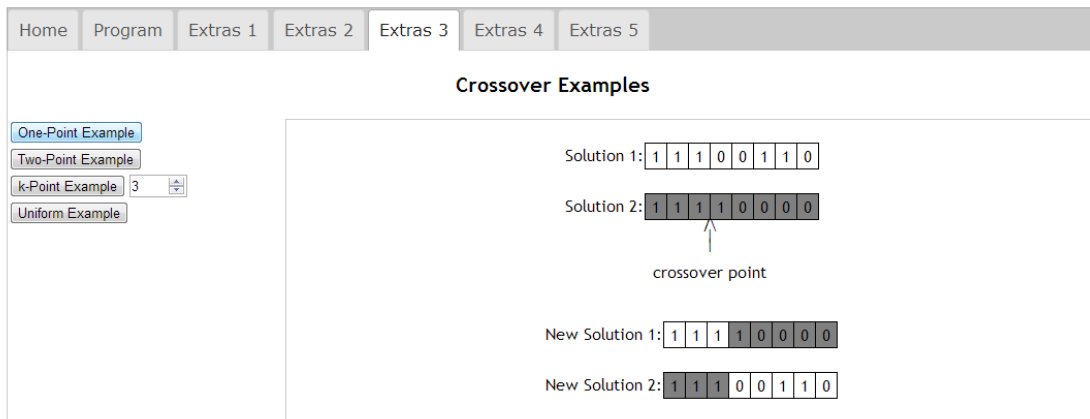 Home Program Extras 1 Extras 2 Extras 3 Extras 4 Extras 5
Crossover Examples
One-Point Example
Two-Point Example
k-Point Example 3
Uniform Example
Solution 1: 1 1 1 0 0 1 1 0
Solution 2: 1 1 1 1 0 0 0 0
crossover point
New Solution 1: 1 1 1 1 0 0 0 0
New Solution 2: 1 1 1 0 0 1 1 0